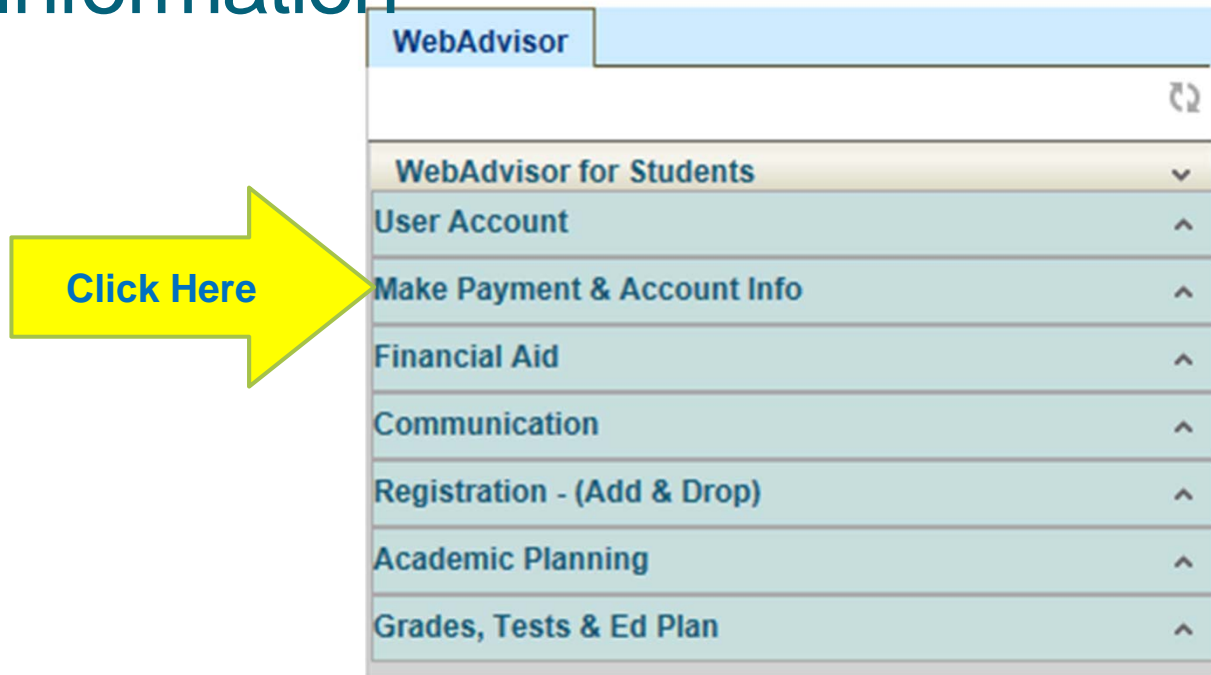 Information
WebAdvisor
WebAdvisor for Students
User Account
Click Here
Make Payment & Account Info
Financial Aid
Communication
Registration - (Add & Drop)
Academic Planning
Grades, Tests & Ed Plan